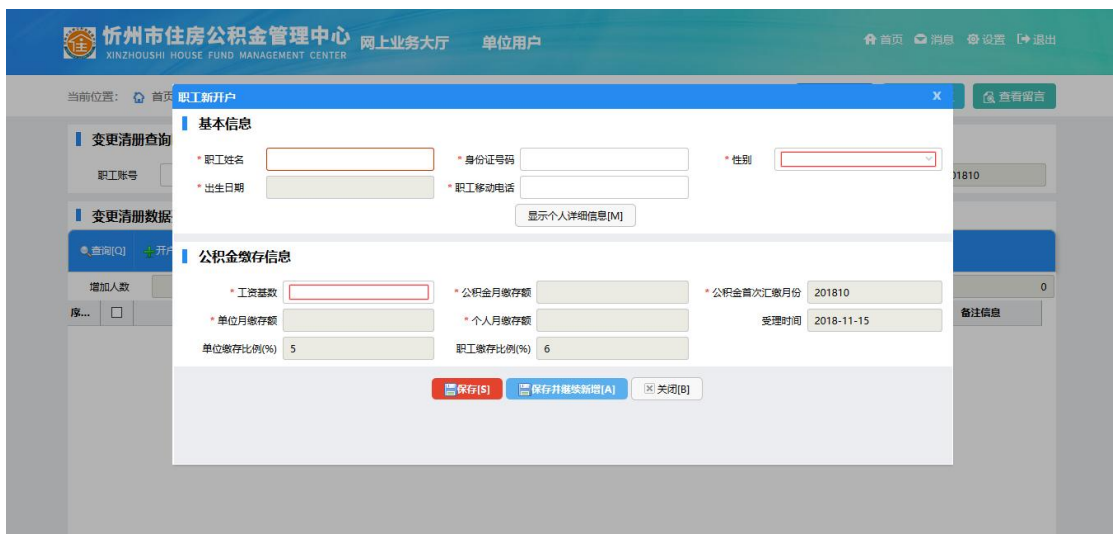 忻州市住房公积金管理中心 网上业务大厅 单位用户 首页 消息 设置 退出
XINZHOUSHI HOUSE FUND MANAGEMENT CENTER
当前位置: 首页 职工新开户 X 查看留言
基本信息
变更清册查询
*职工姓名 *身份证号码 *性别
职工账号 01810
*出生日期 *职工移动电话
变更清册数据 显示个人详细信息[M]
查询[Q] 开户 公积金缴存信息
增加人数 *工资基数 *公积金月缴存额 *公积金首次汇缴月份 201810 0
序... *单位月缴存额 *个人月缴存额 受理时间 2018-11-15 备注信息
单位缴存比例(%) 5 职工缴存比例(%) 6
保存[S] 保存并继续新增[A] 关闭[B]